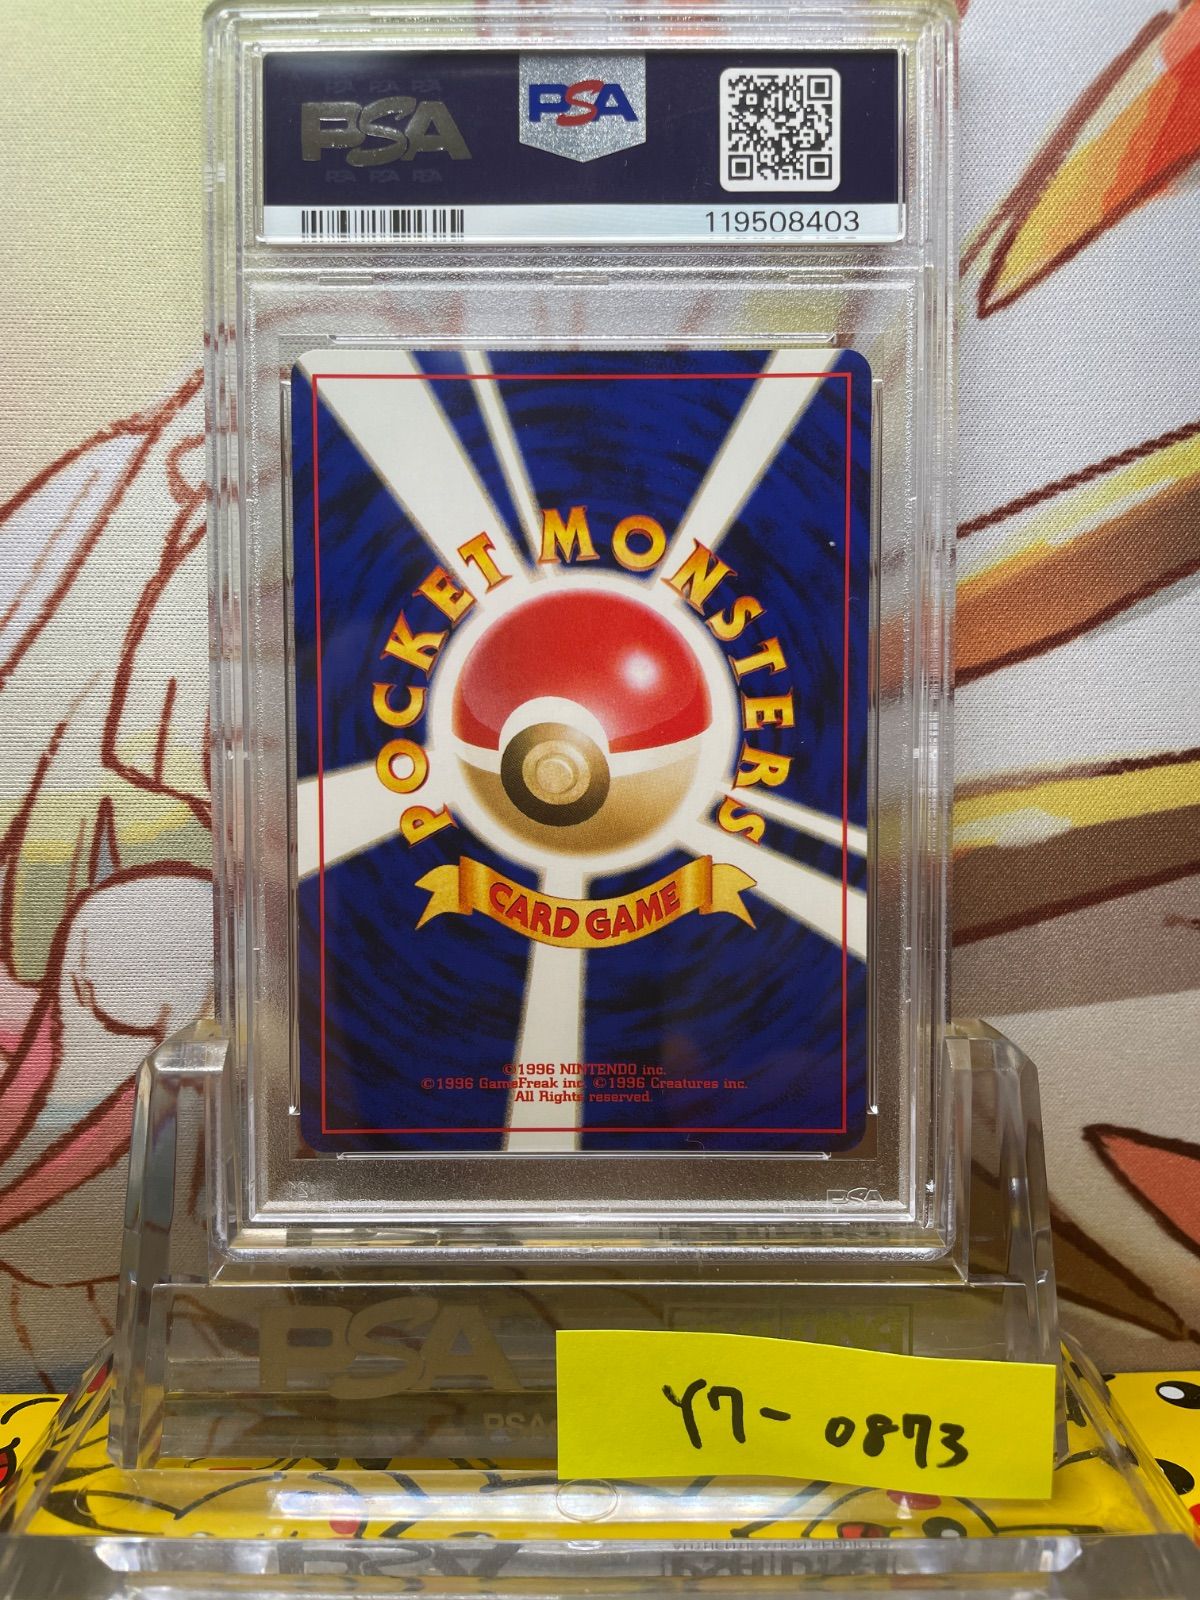 PSA
PSA
119508403
POCKET MONSTERS
CARD GAME
©1996 NINTENDO inc.
©1996 GameFreak inc. ©1996 Creatures inc.
All Rights reserved.
PSA
PSA
PSA
Y7-0873